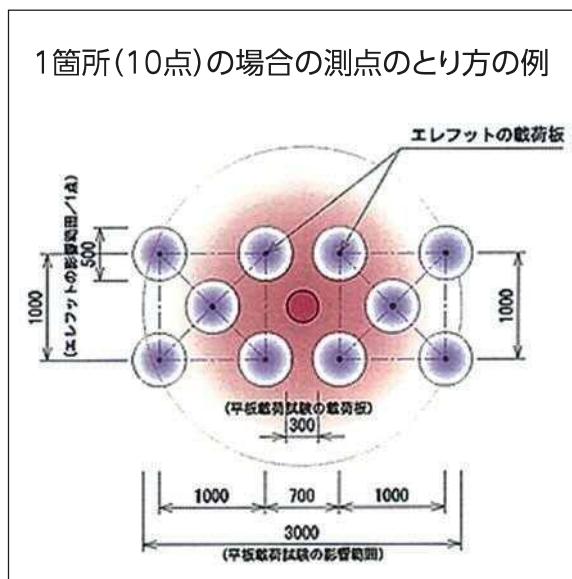 1箇所(10点)の場合の測点のとり方の例
エレフットの載荷板
(エレフットの影響範囲/1点)
500
1000
1000
(平板載荷試験の載荷板)
300
1000
700
1000
3000
(平板載荷試験の影響範囲)